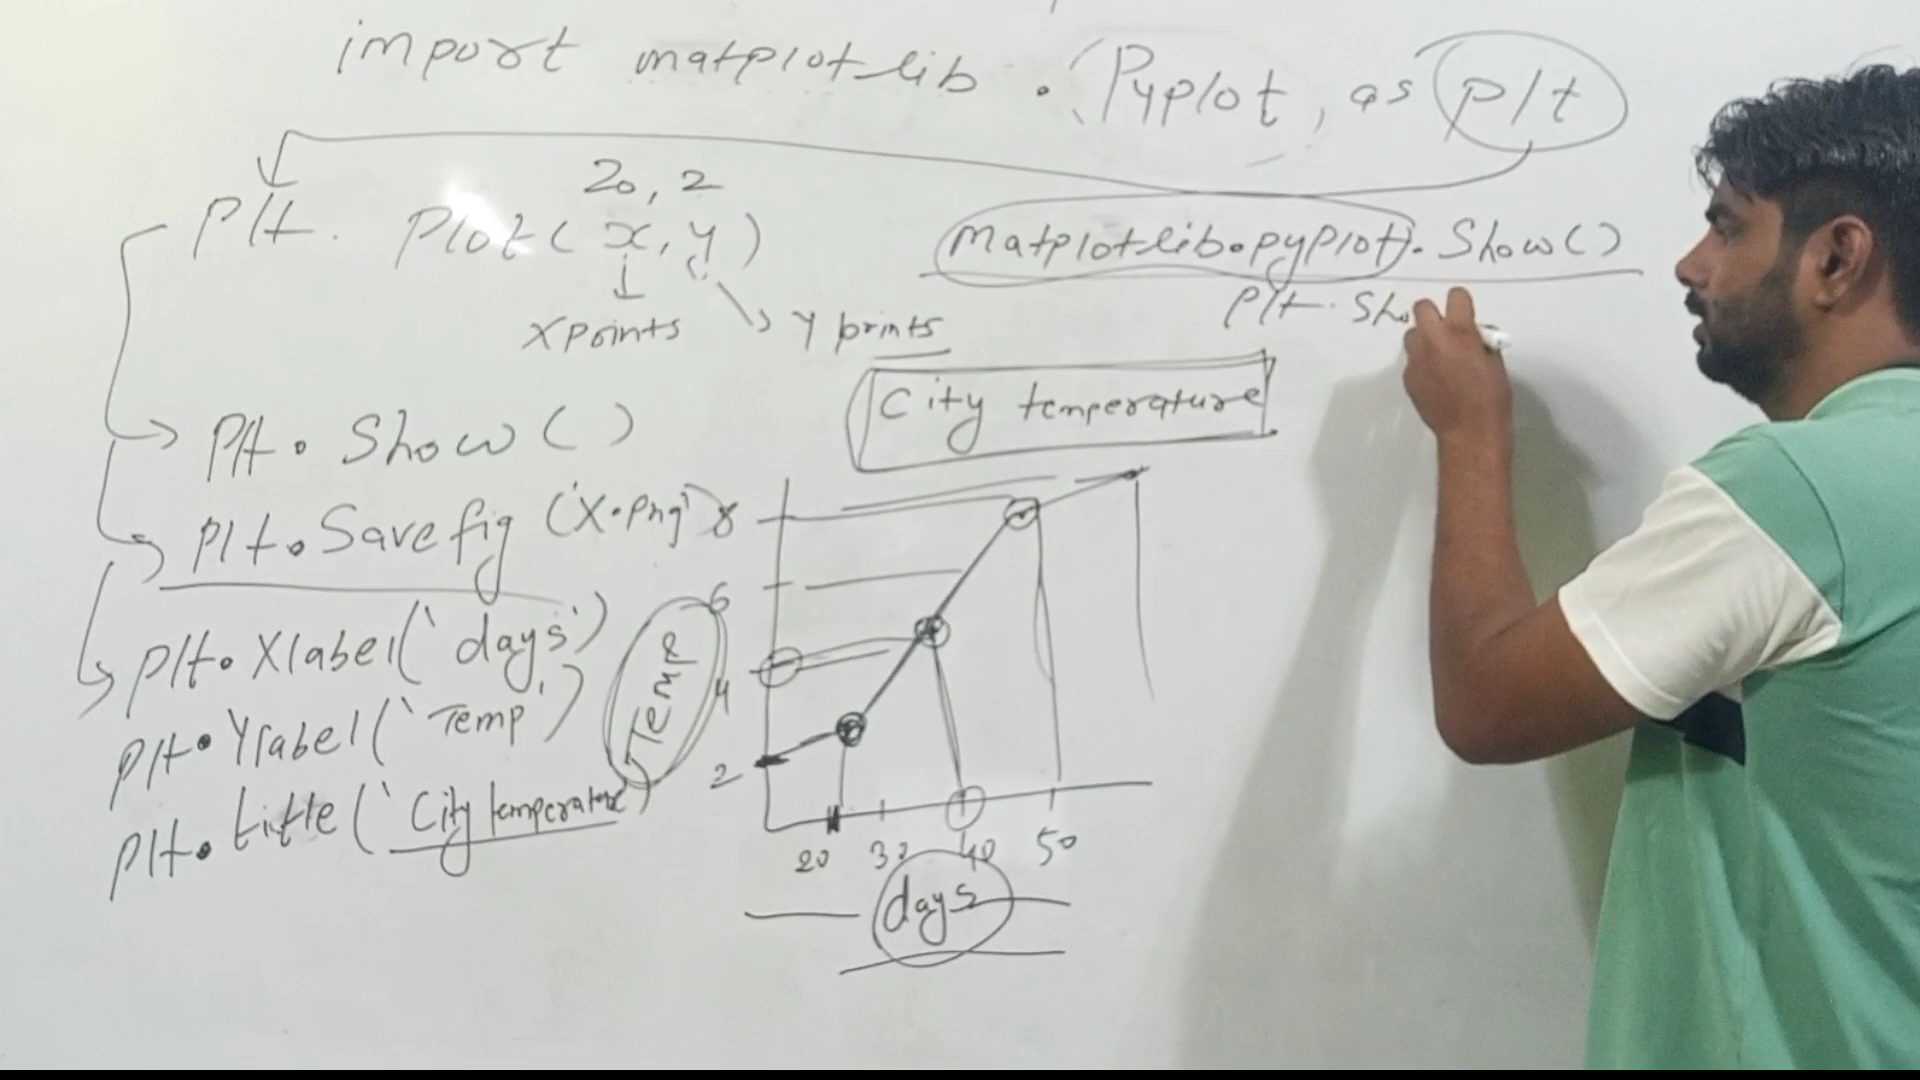 import matplotlib . Pyplot, as plt
20, 2
plt. Plot( x, y )
xpoints
y prints
matplotlib.pyplot). Show()
plt. Sho
City temperature
plt. Show ()
plt. Savefig ('X.png')
plt. Xlabel('days')
plt. Ylabel('Temp')
plt. title('City temperature)
Temp
8
6
4
2
20 30 40 50
days